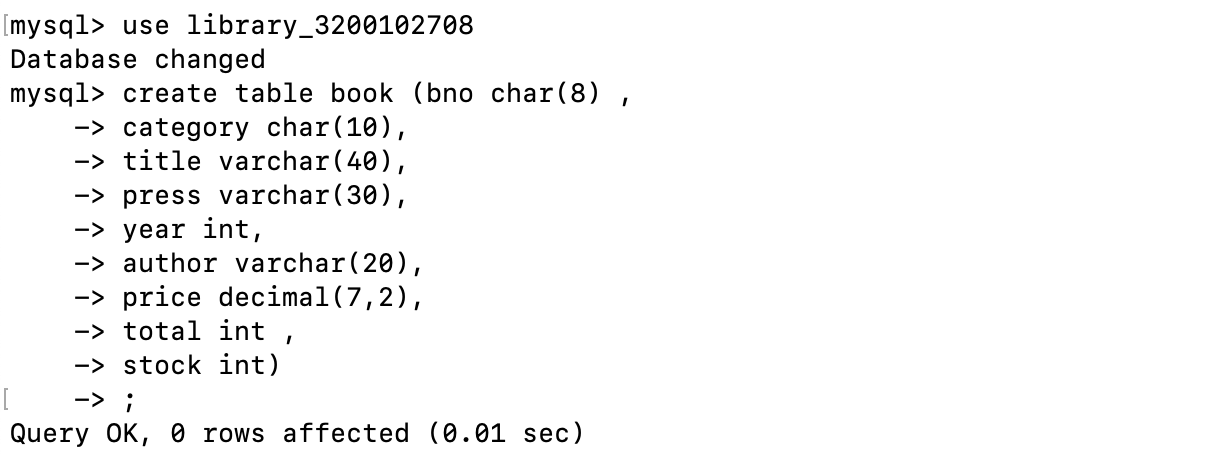 [mysql> use library_3200102708
Database changed
mysql> create table book (bno char(8) ,
    -> category char(10),
    -> title varchar(40),
    -> press varchar(30),
    -> year int,
    -> author varchar(20),
    -> price decimal(7,2),
    -> total int ,
    -> stock int)
[    -> ;
Query OK, 0 rows affected (0.01 sec)